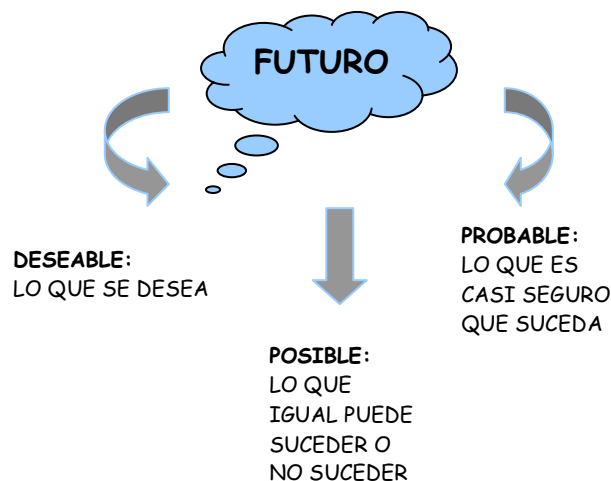 FUTURO
DESEABLE:
LO QUE SE DESEA
POSIBLE:
LO QUE
IGUAL PUEDE
SUCEDER O
NO SUCEDER
PROBABLE:
LO QUE ES
CASI SEGURO
QUE SUCEDA